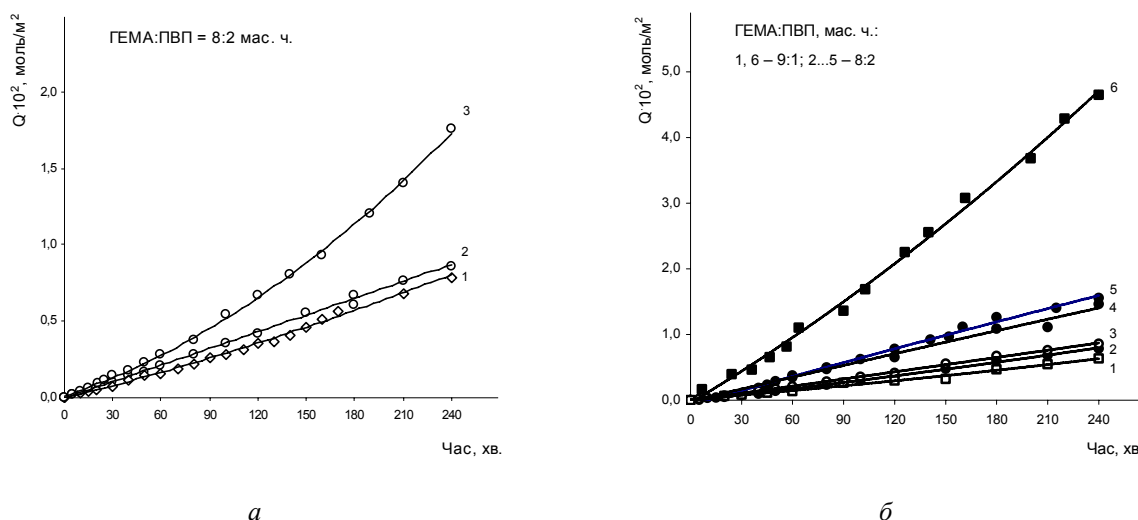 ГЕМА:ПВП = 8:2 мас. ч.
Q·10², моль/м²
2,0
1,5
1,0
0,5
0,0
3
2
1
0 30 60 90 120 150 180 210 240
Час, хв.
а
ГЕМА:ПВП, мас. ч.:
1, 6 – 9:1; 2...5 – 8:2
Q·10², моль/м²
5,0
4,0
3,0
2,0
1,0
0,0
6
5
4
3
2
1
0 30 60 90 120 150 180 210 240
Час, хв
б